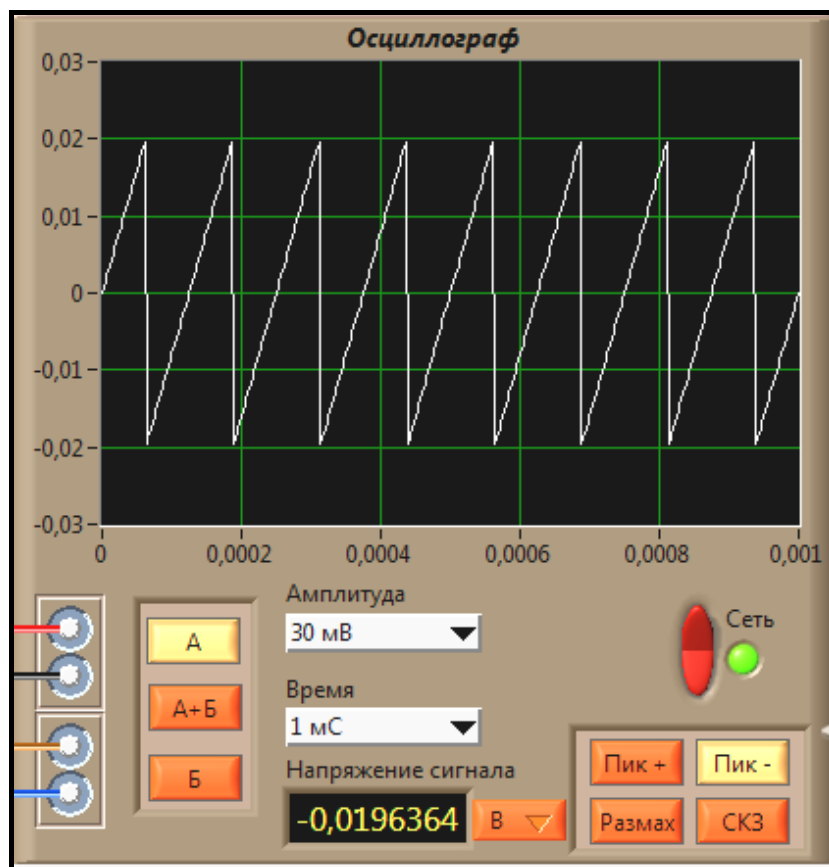 Осциллограф
0,03
0,02
0,01
0
-0,01
-0,02
-0,03
0 0,0002 0,0004 0,0006 0,0008 0,001
Амплитуда
30 мВ
Сеть
А
Время
А+Б
1 мС
Б
Напряжение сигнала
Пик + Пик -
-0,0196364 В
Размах СКЗ